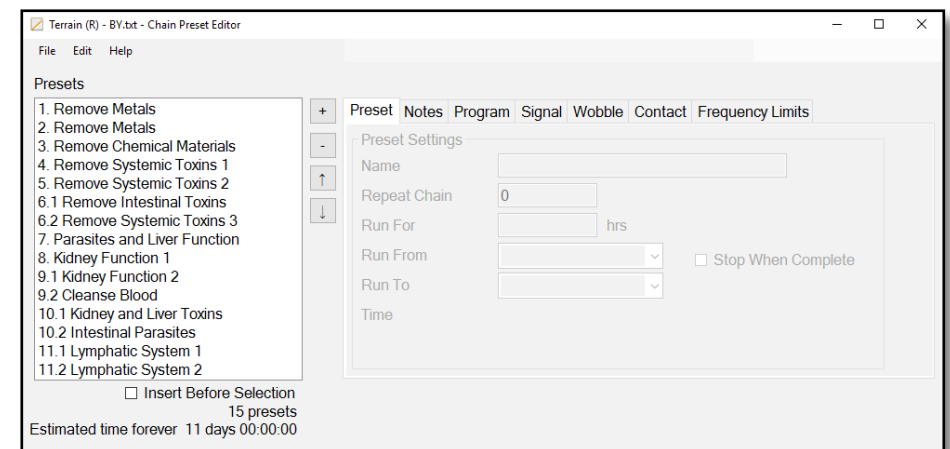 Terrain (R) - BY.txt - Chain Preset Editor
File Edit Help
Presets
1. Remove Metals
2. Remove Metals
3. Remove Chemical Materials
4. Remove Systemic Toxins 1
5. Remove Systemic Toxins 2
6.1 Remove Intestinal Toxins
6.2 Remove Systemic Toxins 3
7. Parasites and Liver Function
8. Kidney Function 1
9.1 Kidney Function 2
9.2 Cleanse Blood
10.1 Kidney and Liver Toxins
10.2 Intestinal Parasites
11.1 Lymphatic System 1
11.2 Lymphatic System 2
Insert Before Selection
15 presets
Estimated time forever 11 days 00:00:00
+
-
↑
↓
Preset Notes Program Signal Wobble Contact Frequency Limits
Preset Settings
Name
Repeat Chain 0
Run For hrs
Run From Stop When Complete
Run To
Time